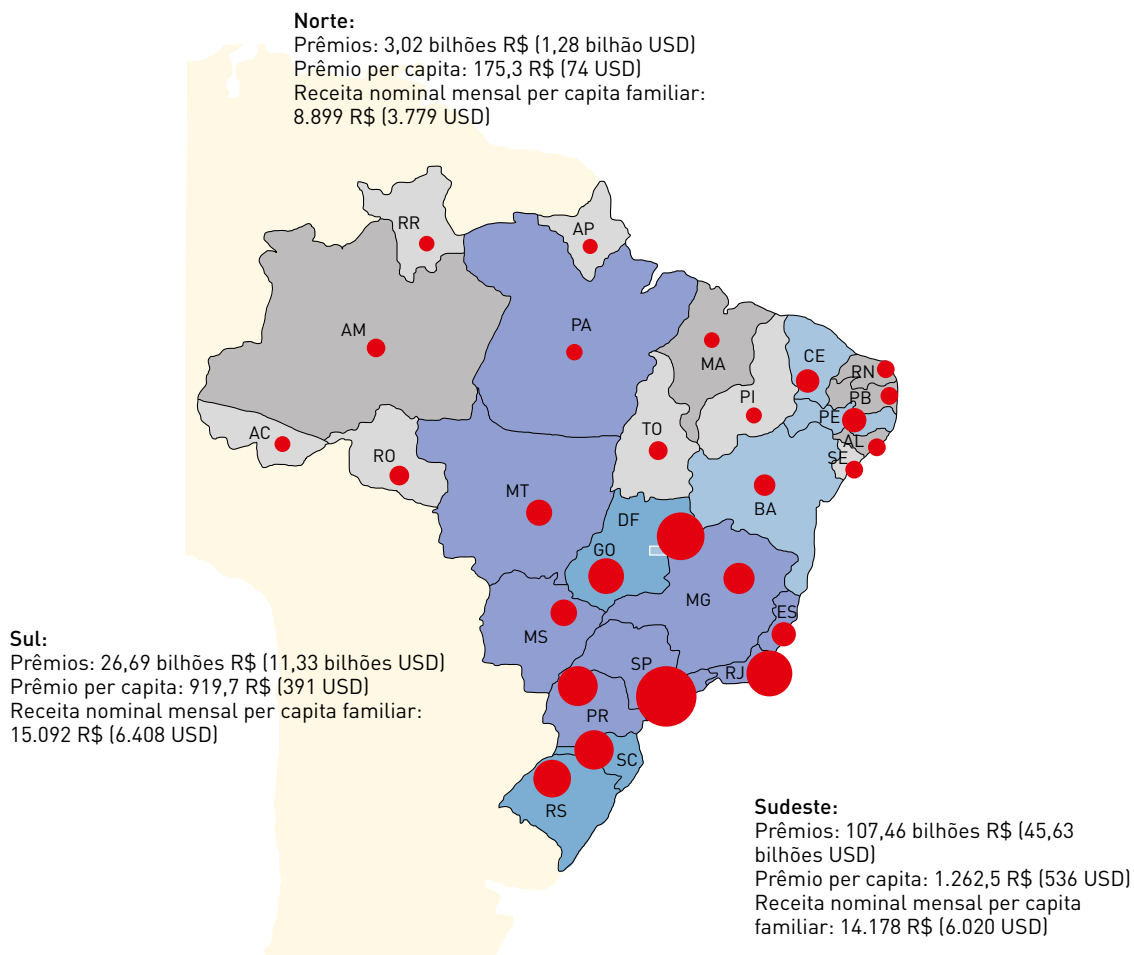 Norte:
Prêmios: 3,02 bilhões R$ (1,28 bilhão USD)
Prêmio per capita: 175,3 R$ (74 USD)
Receita nominal mensal per capita familiar:
8.899 R$ (3.779 USD)
RR
AP
AM
PA
MA
CE
RN
PB
PI
PE
AC
RO
TO
AL
SE
MT
BA
DF
GO
MG
ES
MS
SP
RJ
PR
SC
RS
Sul:
Prêmios: 26,69 bilhões R$ (11,33 bilhões USD)
Prêmio per capita: 919,7 R$ (391 USD)
Receita nominal mensal per capita familiar:
15.092 R$ (6.408 USD)
Sudeste:
Prêmios: 107,46 bilhões R$ (45,63
bilhões USD)
Prêmio per capita: 1.262,5 R$ (536 USD)
Receita nominal mensal per capita
familiar: 14.178 R$ (6.020 USD)